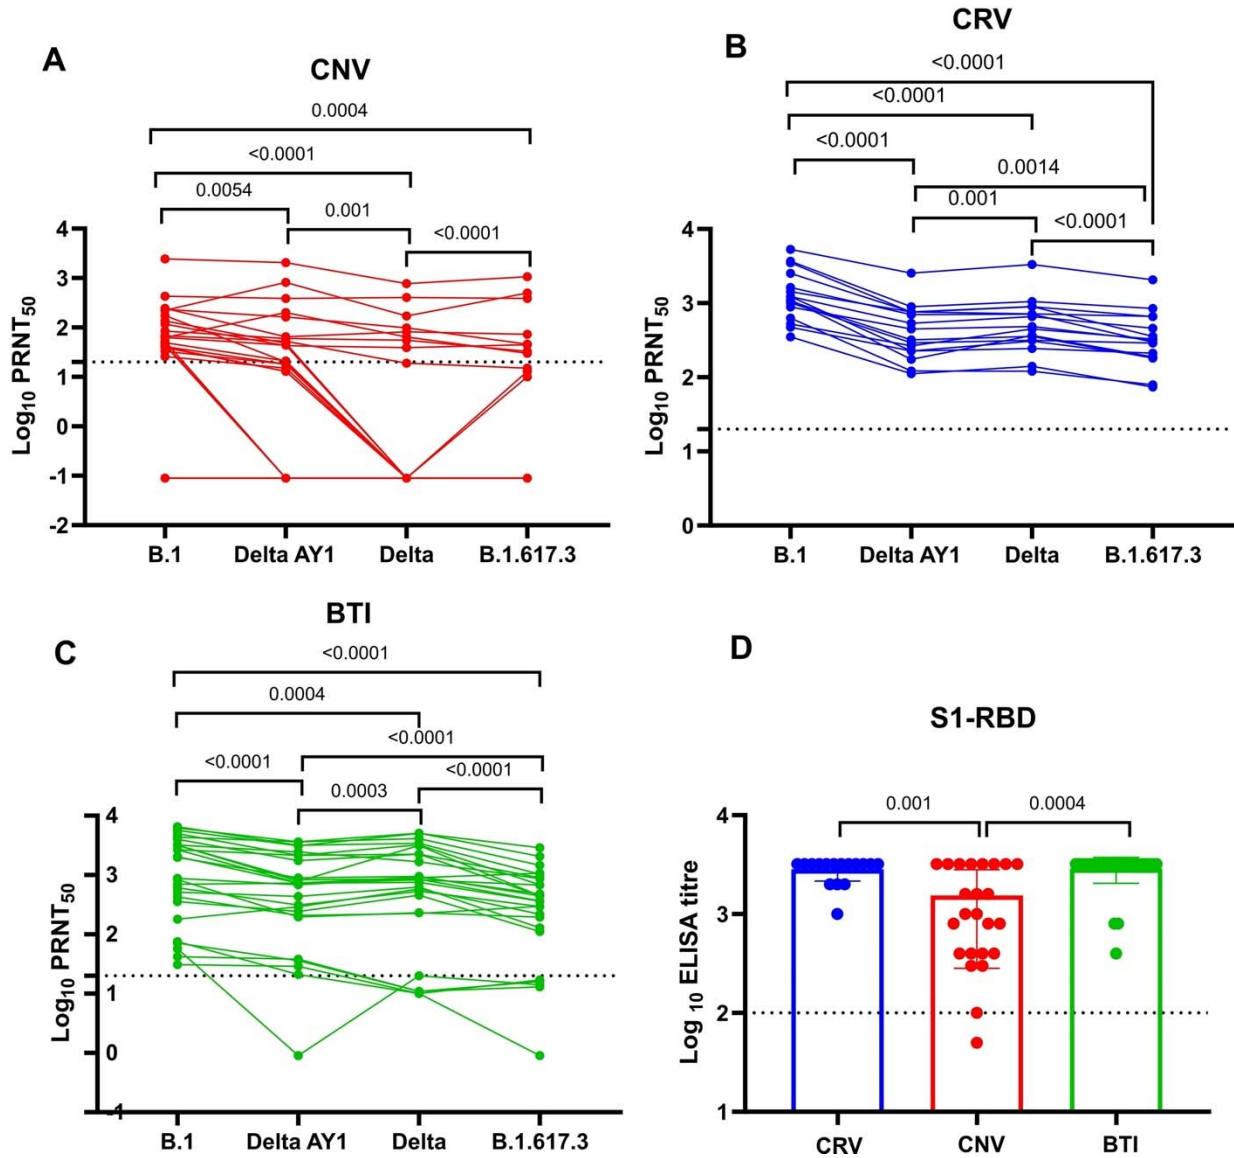 A
CNV
0.0004
<0.0001
0.0054
0.001
<0.0001
4
3
2
1
0
-1
-2
Log10 PRNT50
B.1 Delta AY1 Delta B.1.617.3
B
CRV
<0.0001
<0.0001
<0.0001
0.0014
0.001
<0.0001
4
3
2
1
0
Log10 PRNT50
B.1 Delta AY1 Delta B.1.617.3
C
BTI
<0.0001
0.0004
<0.0001
<0.0001
<0.0001
0.0003
4
3
2
1
0
-1
Log10 PRNT50
B.1 Delta AY1 Delta B.1.617.3
D
S1-RBD
0.001
0.0004
4
3
2
1
Log 10 ELISA titre
CRV CNV BTI